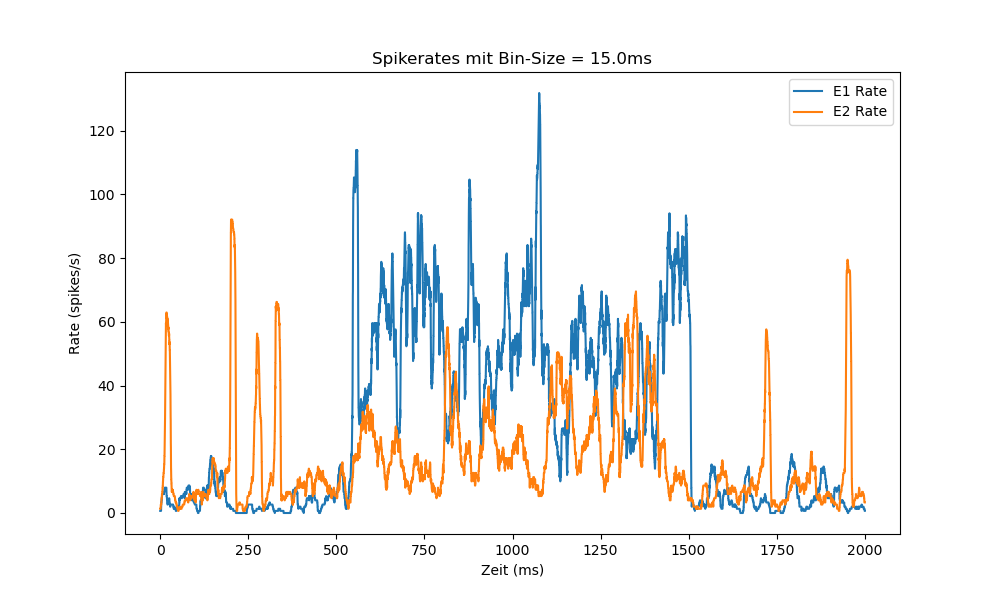 Spikerates mit Bin-Size = 15.0ms
E1 Rate
E2 Rate
Rate (spikes/s)
120
100
80
60
40
20
0
0 250 500 750 1000 1250 1500 1750 2000
Zeit (ms)